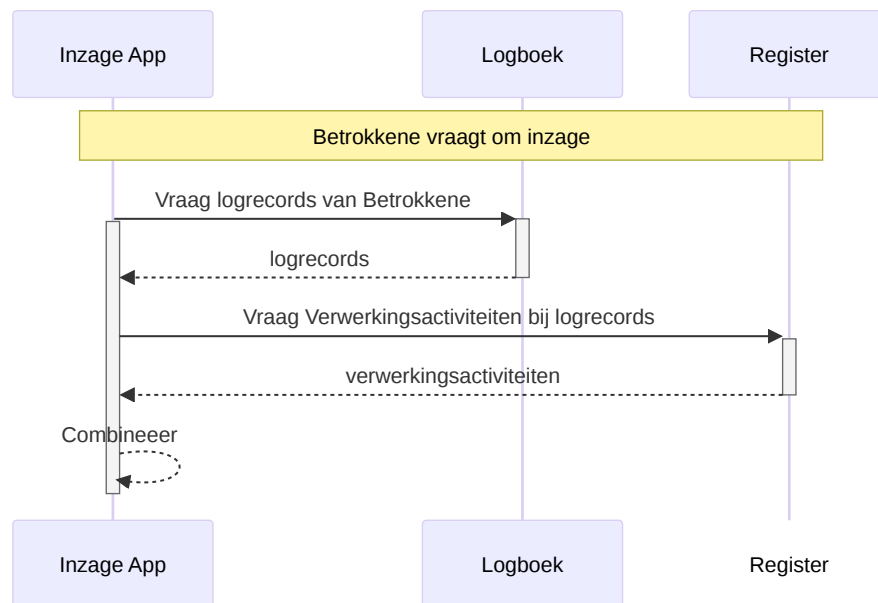 Inzage App
Logboek
Register
Betrokkene vraagt om inzage
Vraag logrecords van Betrokkene
logrecords
Vraag Verwerkingsactiviteiten bij logrecords
verwerkingsactiviteiten
Combineeer
Inzage App
Logboek
Register